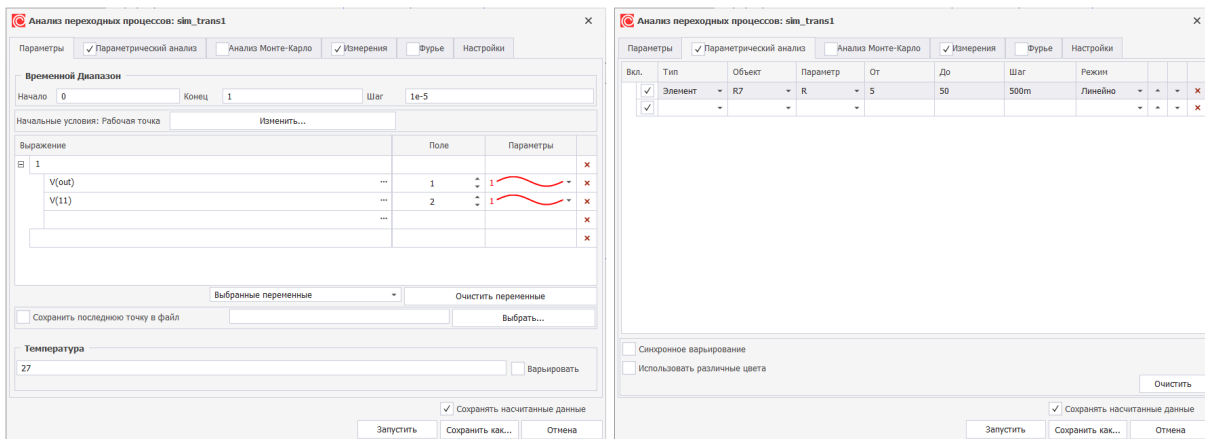 Анализ переходных процессов: sim_trans1
Параметры Параметрический анализ Анализ Монте-Карло Измерения Фурье Настройки
Временной Диапазон
Начало 0 Конец 1 Шаг 1e-5
Начальные условия: Рабочая точка Изменить...
Выражение Поле Параметры
1
V(out) ... 1 1
V(11) ... 2 1
...
Выбранные переменные Очистить переменные
Сохранить последнюю точку в файл Выбрать...
Температура
27 Варьировать
Сохранять насчитанные данные
Запустить Сохранить как... Отмена
Анализ переходных процессов: sim_trans1
Параметры Параметрический анализ Анализ Монте-Карло Измерения Фурье Настройки
Вкл. Тип Объект Параметр От До Шаг Режим
Элемент R7 R 5 50 500m Линейно
Синхронное варьирование
Использовать различные цвета
Очистить
Сохранять насчитанные данные
Запустить Сохранить как... Отмена